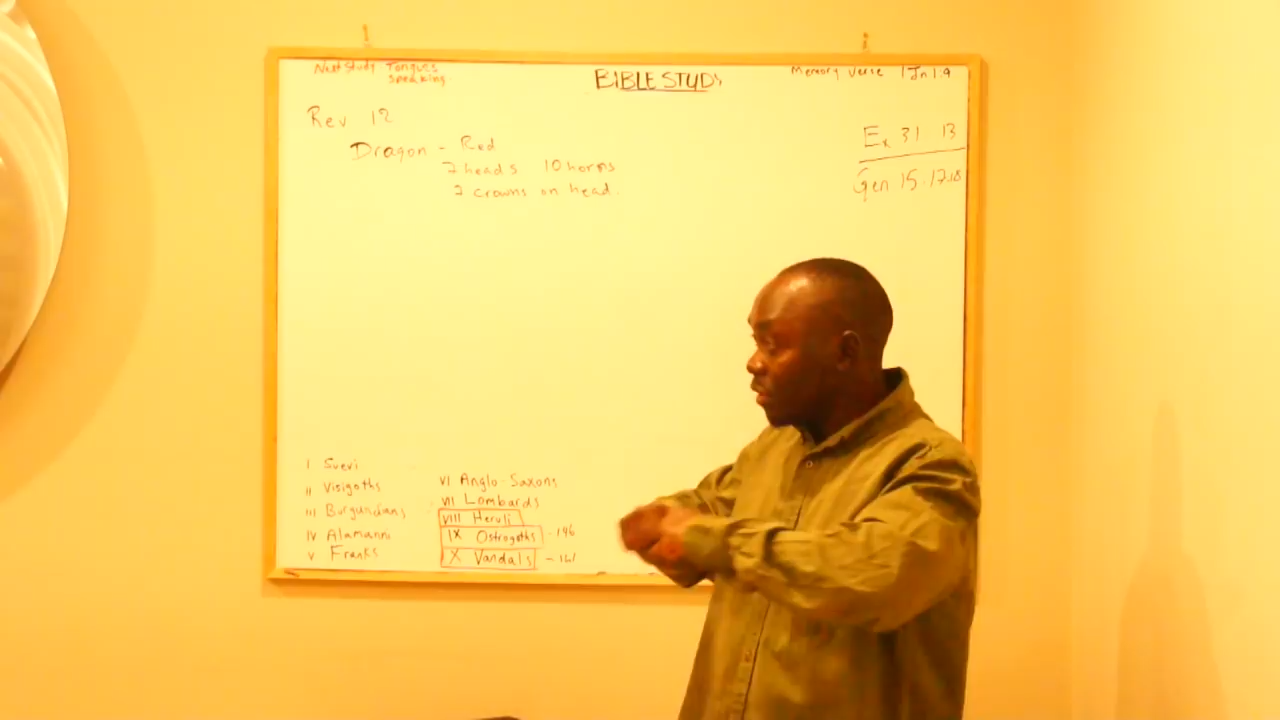 Next Study Tongues
Speaking
BIBLE STUDY
Memory Verse 1 Jn 1:9
Rev 12
Dragon - Red
7 heads 10 horns
7 crowns on head.
Ex 31 13
Gen 15:17,18
I Suevi
II Visigoths
III Burgundians
IV Alamanni
V Franks
VI Anglo-Saxons
VII Lombards
VIII Heruli
IX Ostrogoths - 146
X Vandals - 161